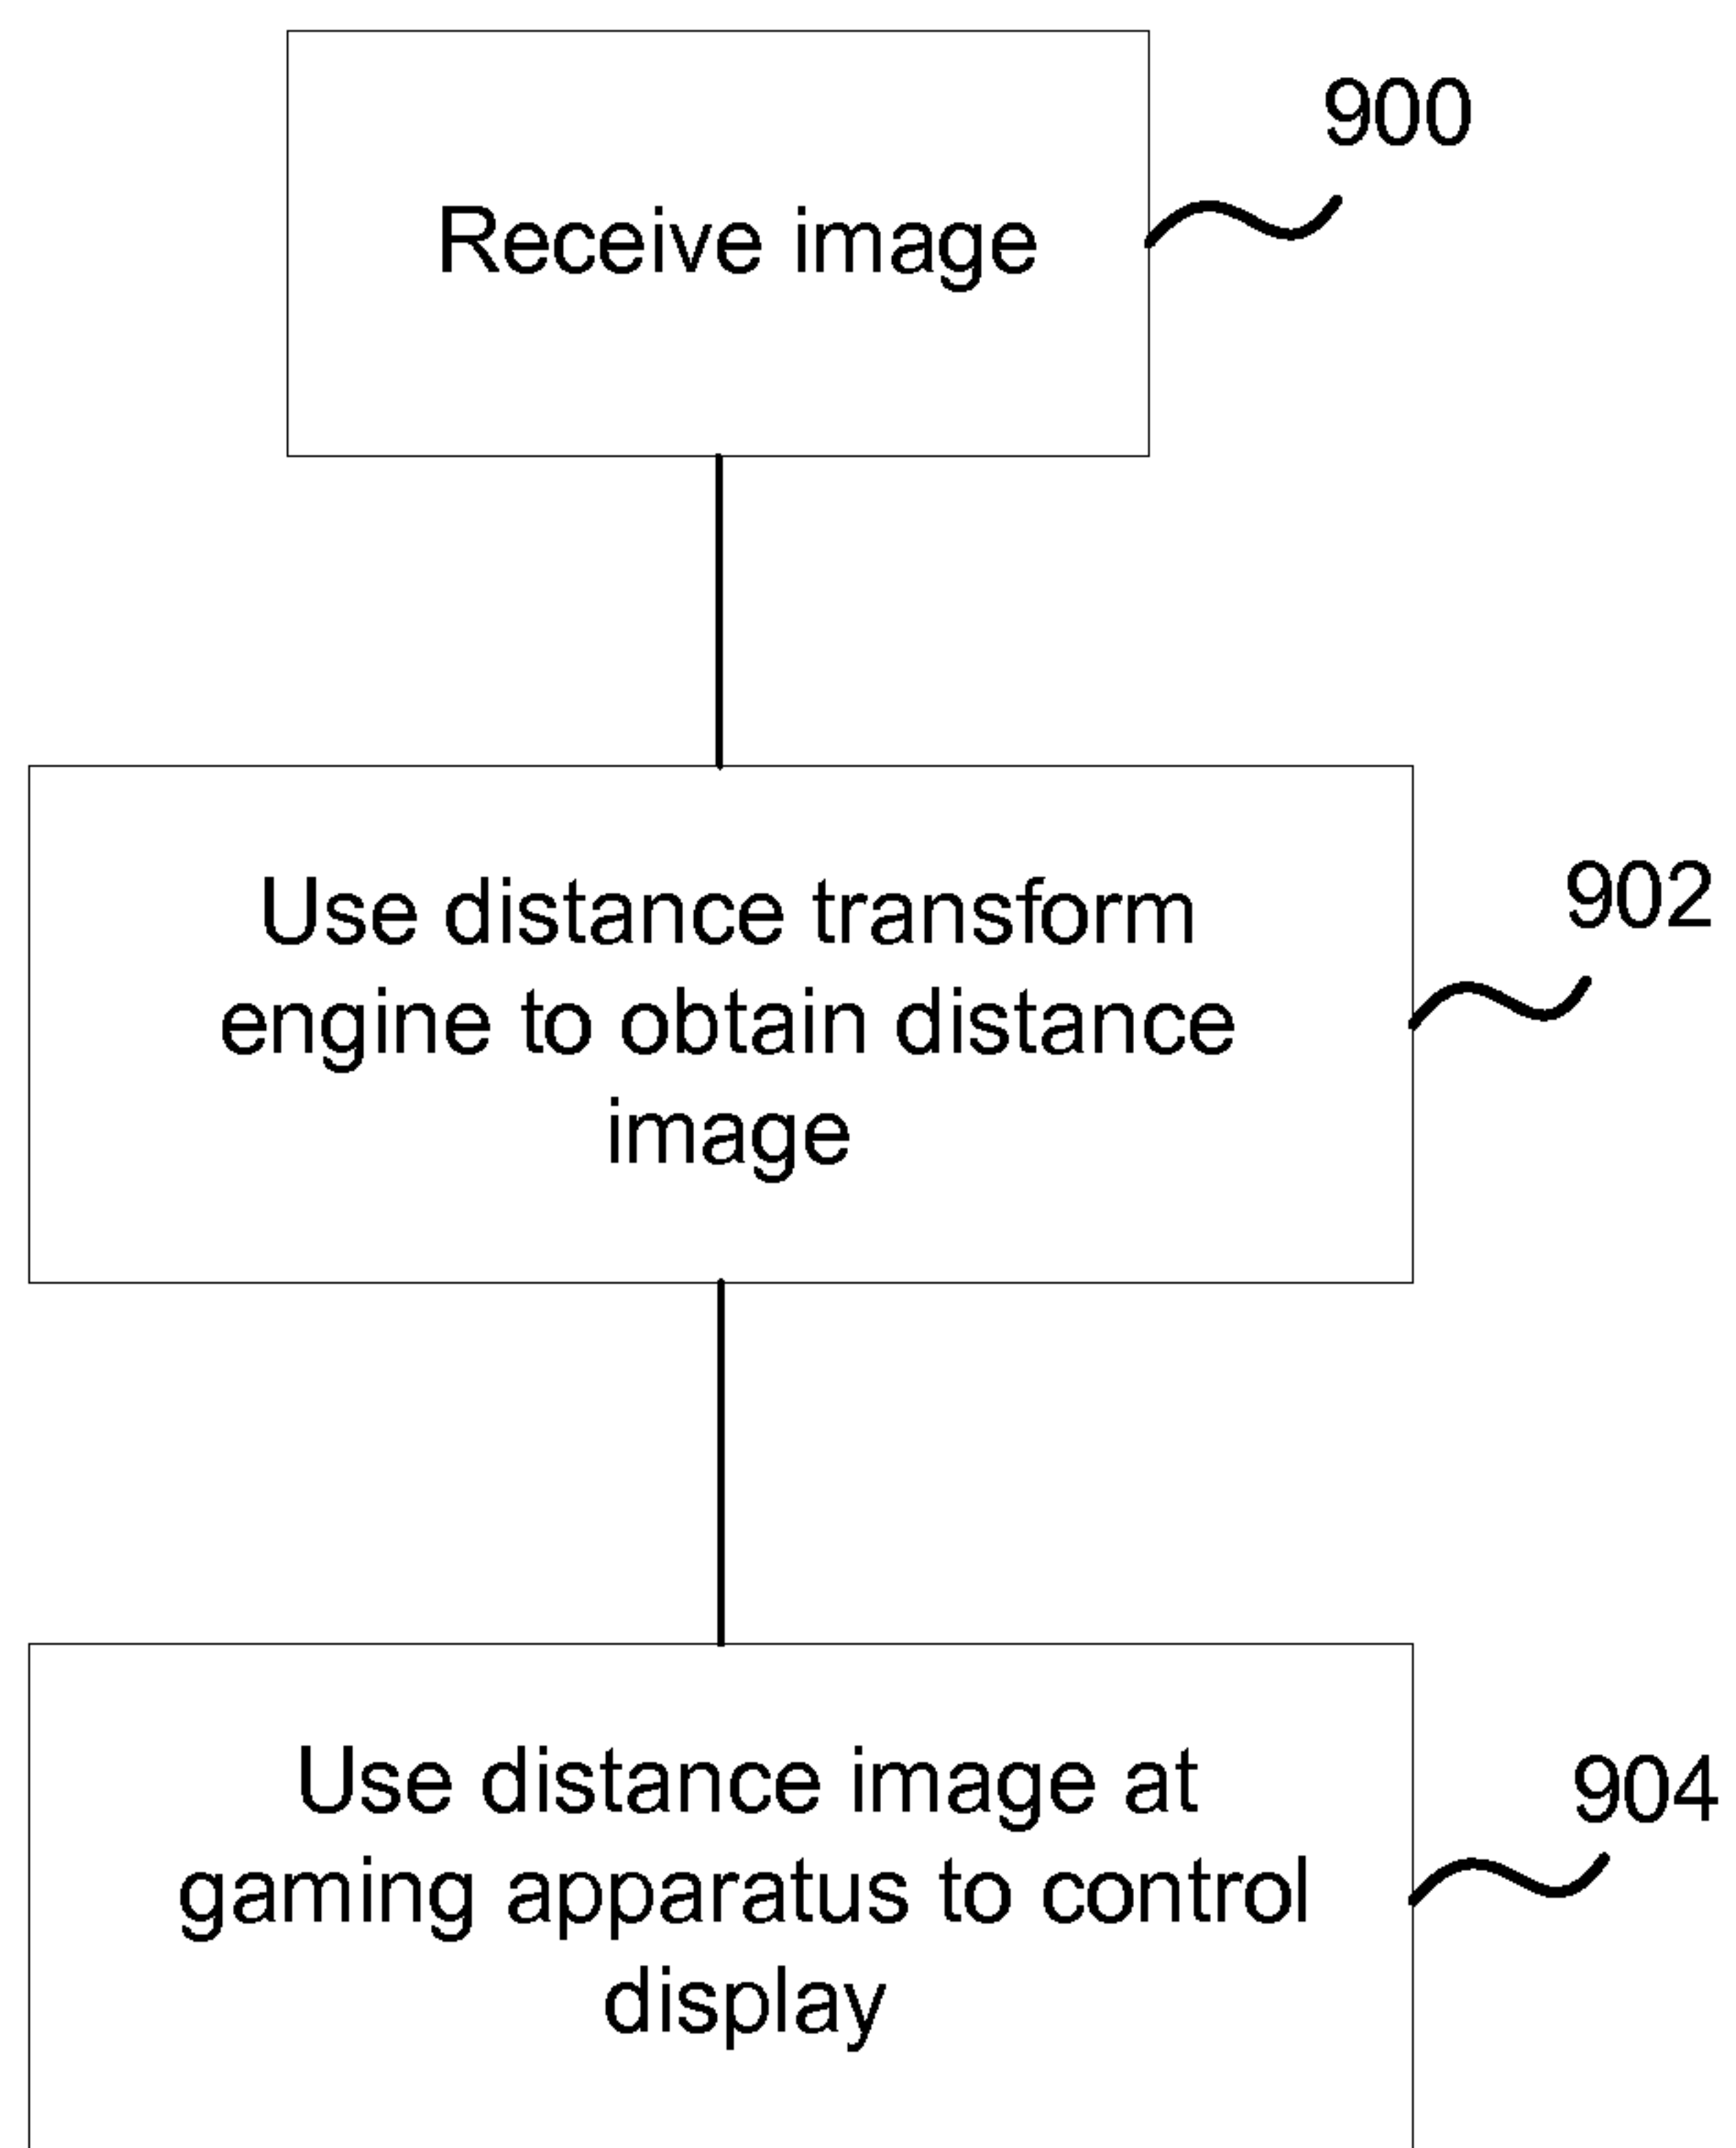 900
Receive image
902
Use distance transform
engine to obtain distance
image
904
Use distance image at
gaming apparatus to control
display